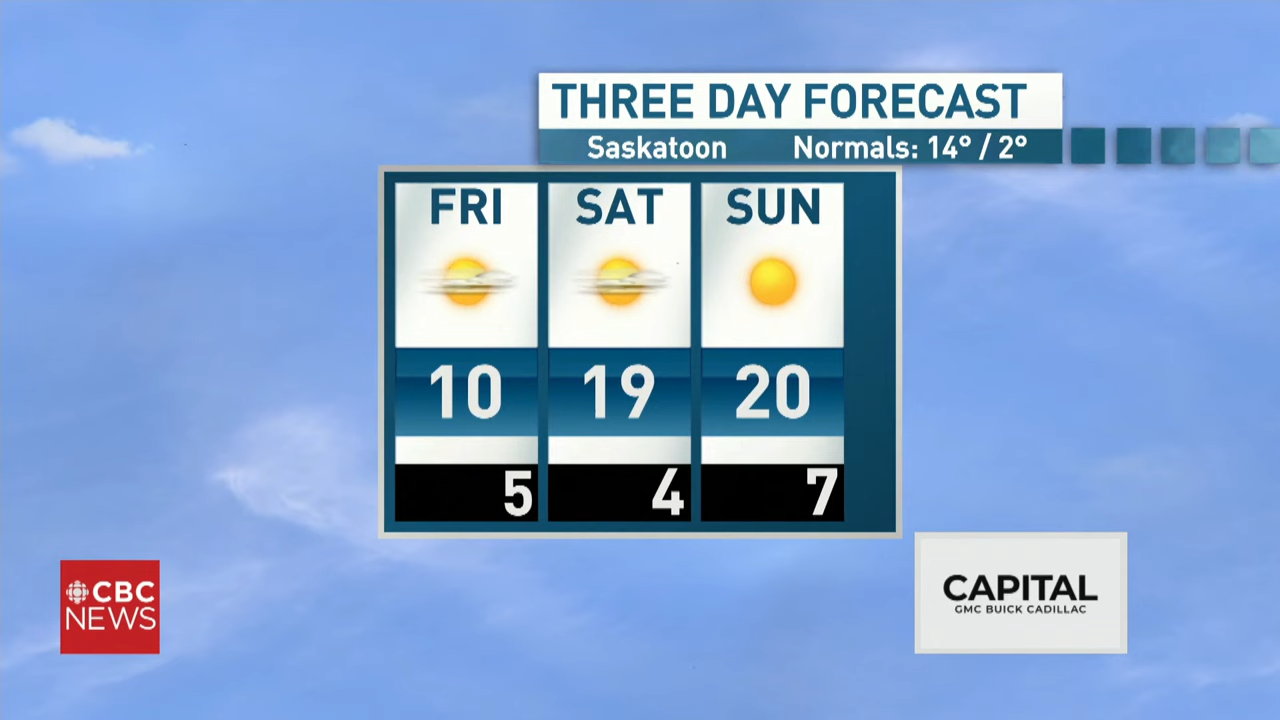 THREE DAY FORECAST
Saskatoon Normals: 14° / 2°
FRI SAT SUN
10 19 20
5 4 7
CBC
NEWS
CAPITAL
GMC BUICK CADILLAC